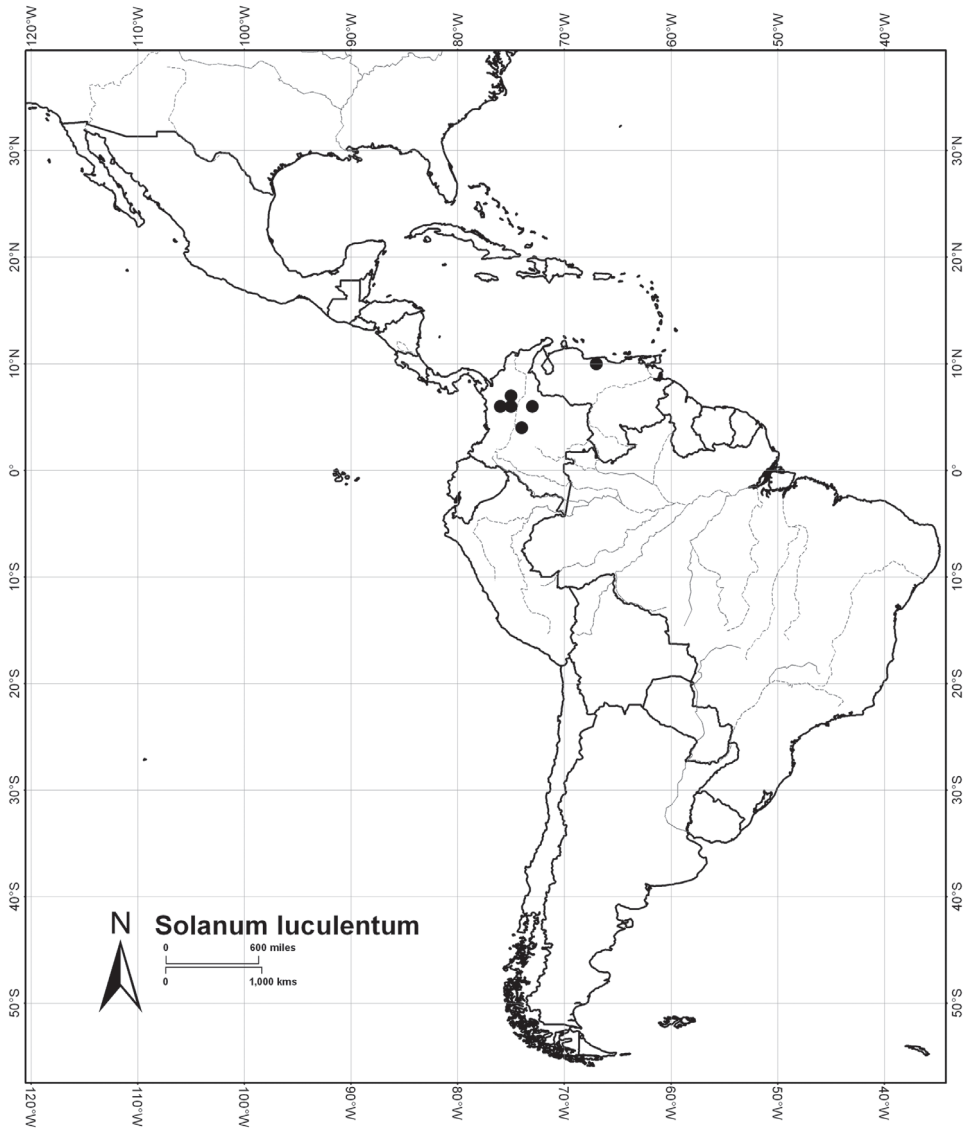 120°W 110°W 100°W 90°W 80°W 70°W 60°W 50°W 40°W
30°N 30°N
20°N 20°N
10°N 10°N
0° 0°
10°S 10°S
20°S 20°S
30°S 30°S
40°S 40°S
N Solanum luculentum
0 600 miles
0 1,000 kms
50°S 50°S
120°W 110°W 100°W 90°W 80°W 70°W 60°W 50°W 40°W